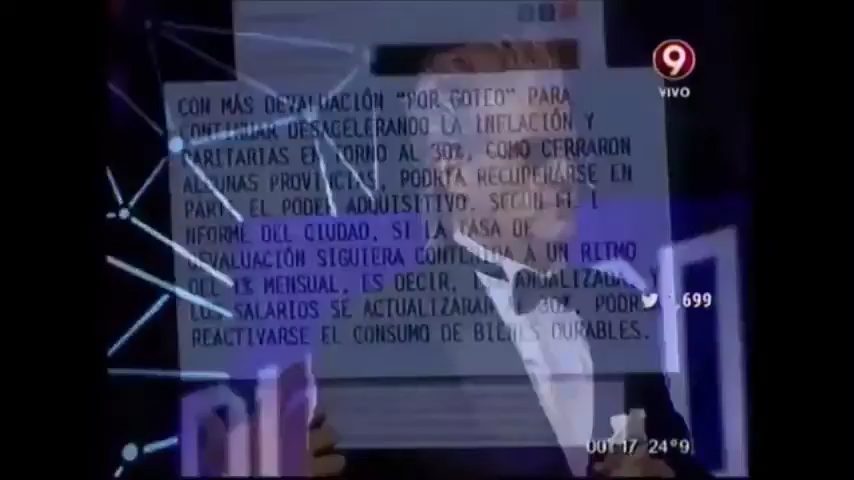 9
VIVO
CON MÁS DEVALUACIÓN "POR GOTEO" PARA
CONTINUAR DESACELERANDO LA INFLACIÓN Y
PARITARIAS EN TORNO AL 30%, COMO CERRARON
ALGUNAS PROVINCIAS, PODRÍA RECUPERARSE EN
PARTE EL PODER ADQUISITIVO. SEGÚN EL I
NFORME DEL CIUDAD, SI LA TASA DE
DEVALUACIÓN SIGUIERA CONTENIDA A UN RITMO
DEL 1% MENSUAL, ES DECIR, ANUALIZADA, Y
LOS SALARIOS SE ACTUALIZARAN AL 30%,
REACTIVARSE EL CONSUMO DE BIENES DURABLES.
.699
00:17 24°9